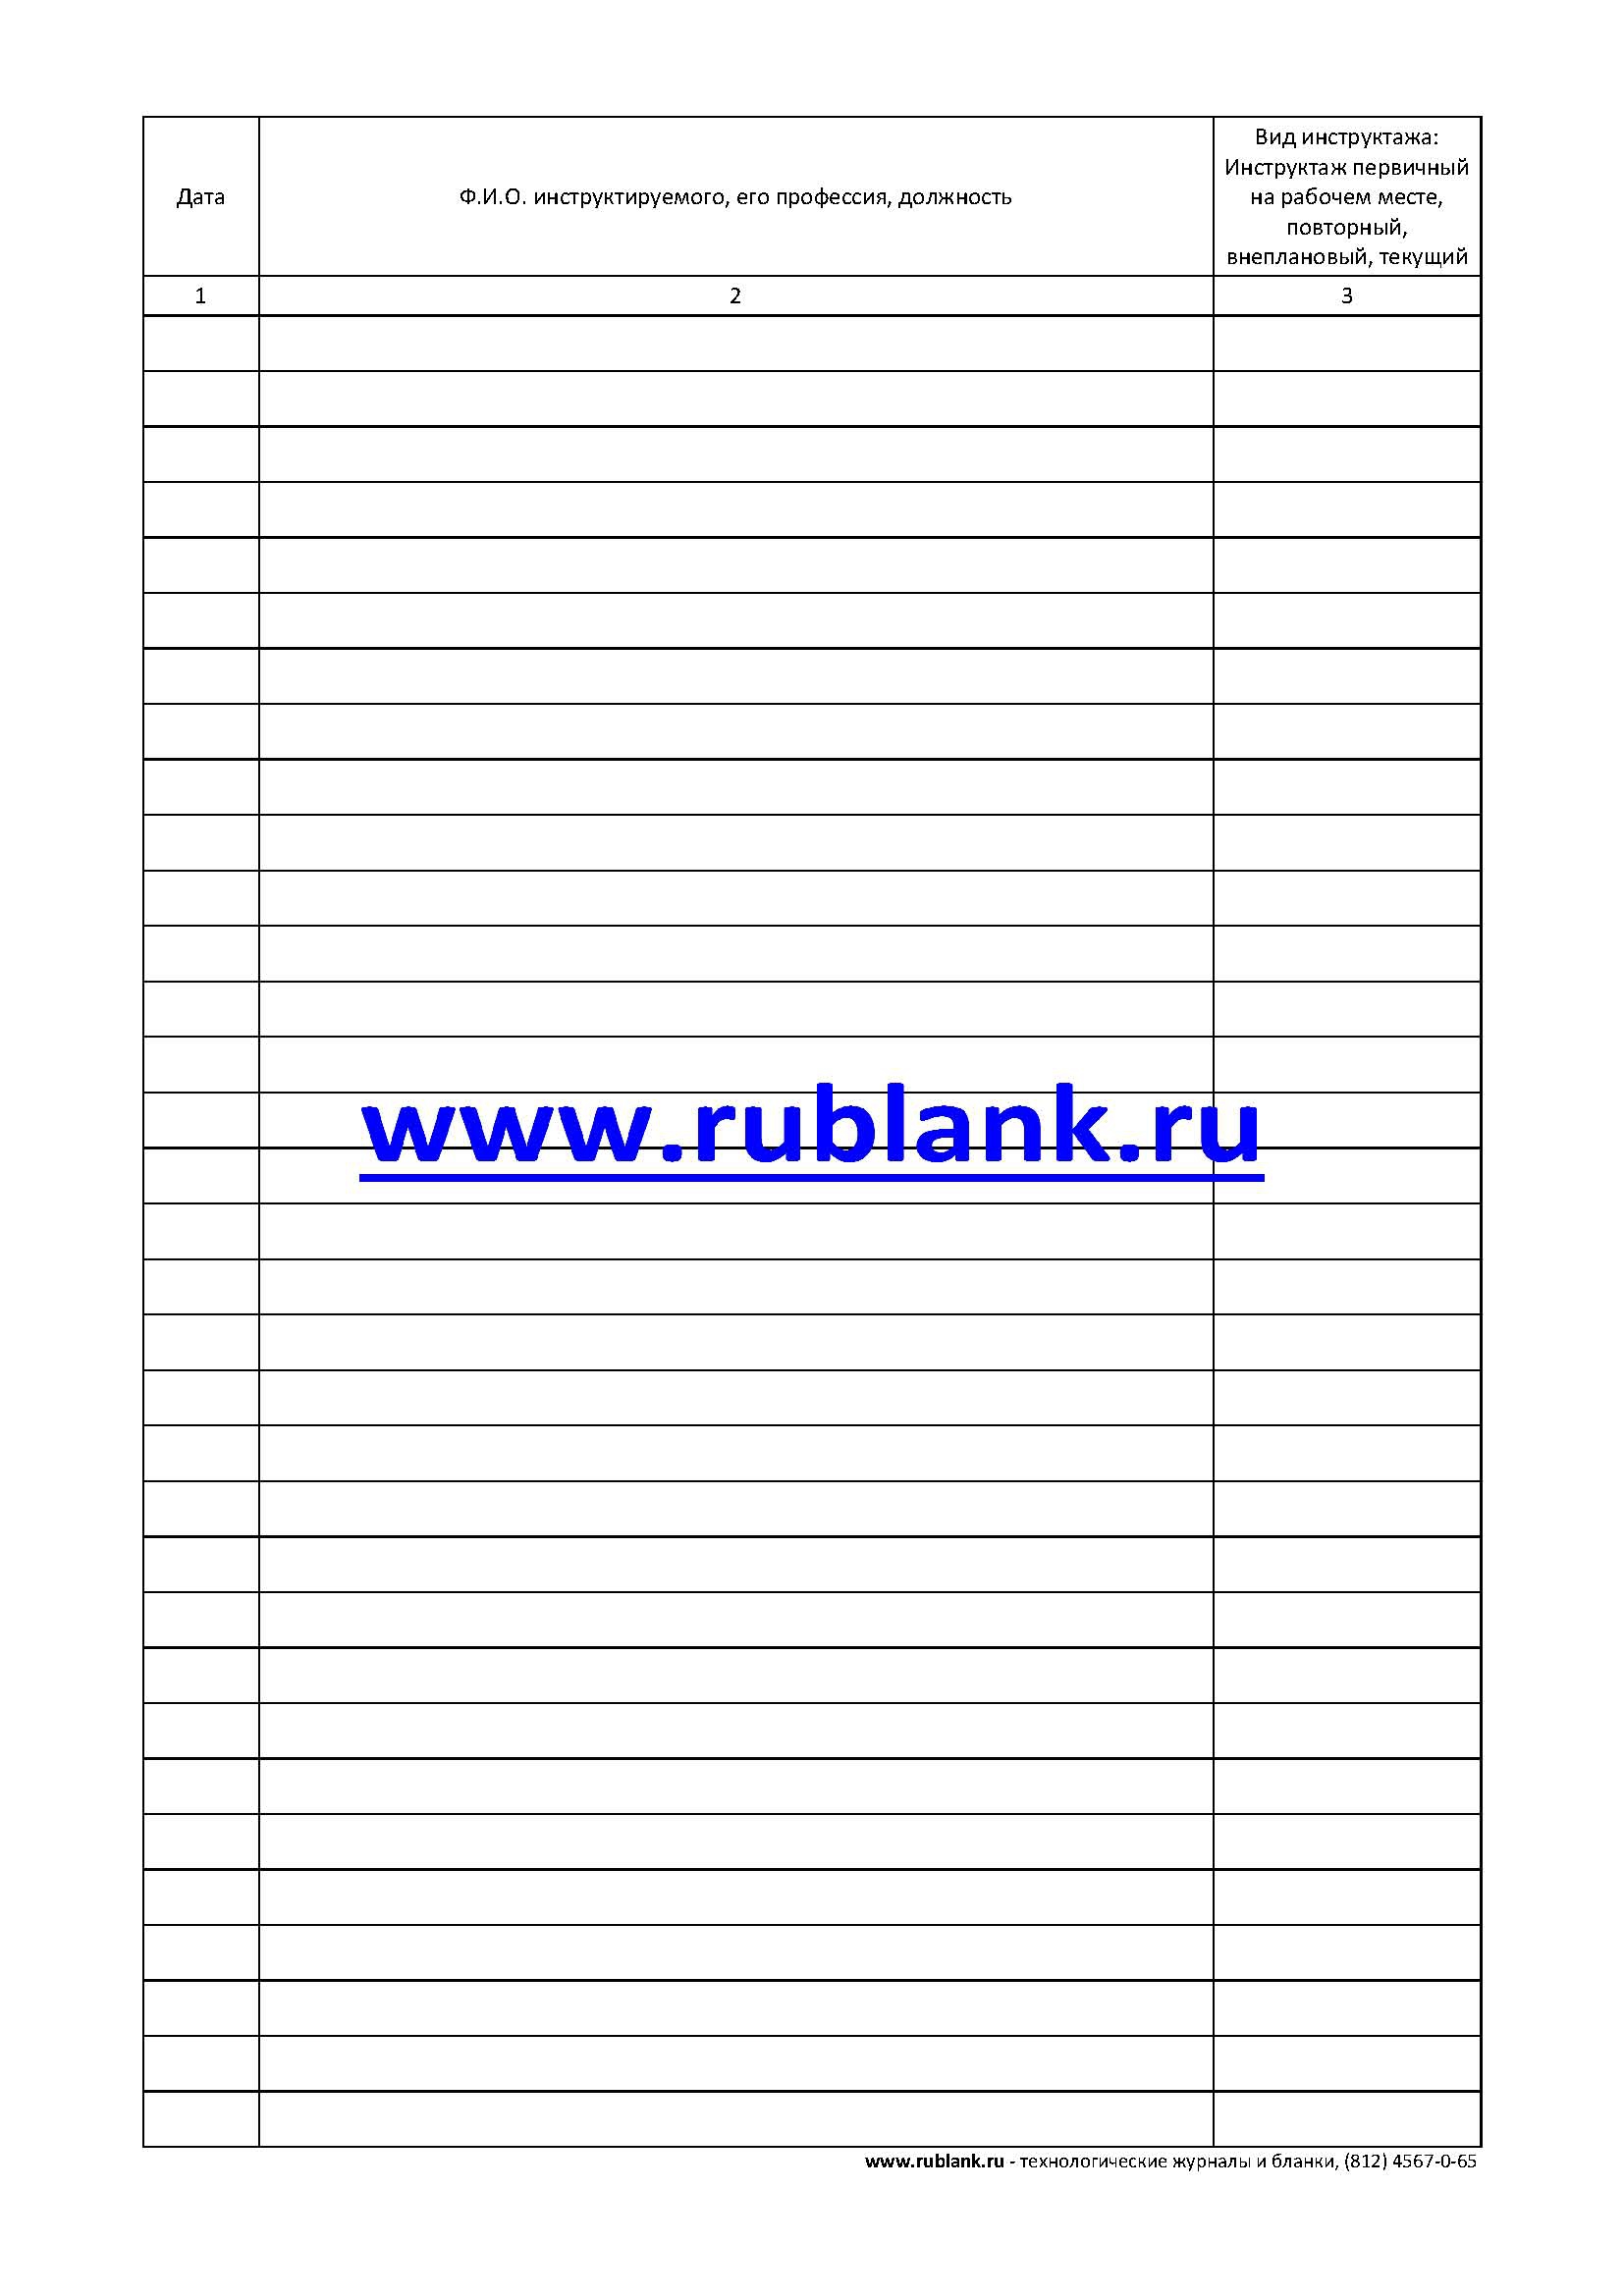 Дата
Ф.И.О. инструктируемого, его профессия, должность
Вид инструктажа:
Инструктаж первичный
на рабочем месте,
повторный,
внеплановый, текущий
1
2
3
www.rublank.ru
www.rublank.ru - технологические журналы и бланки, (812) 4567-0-65